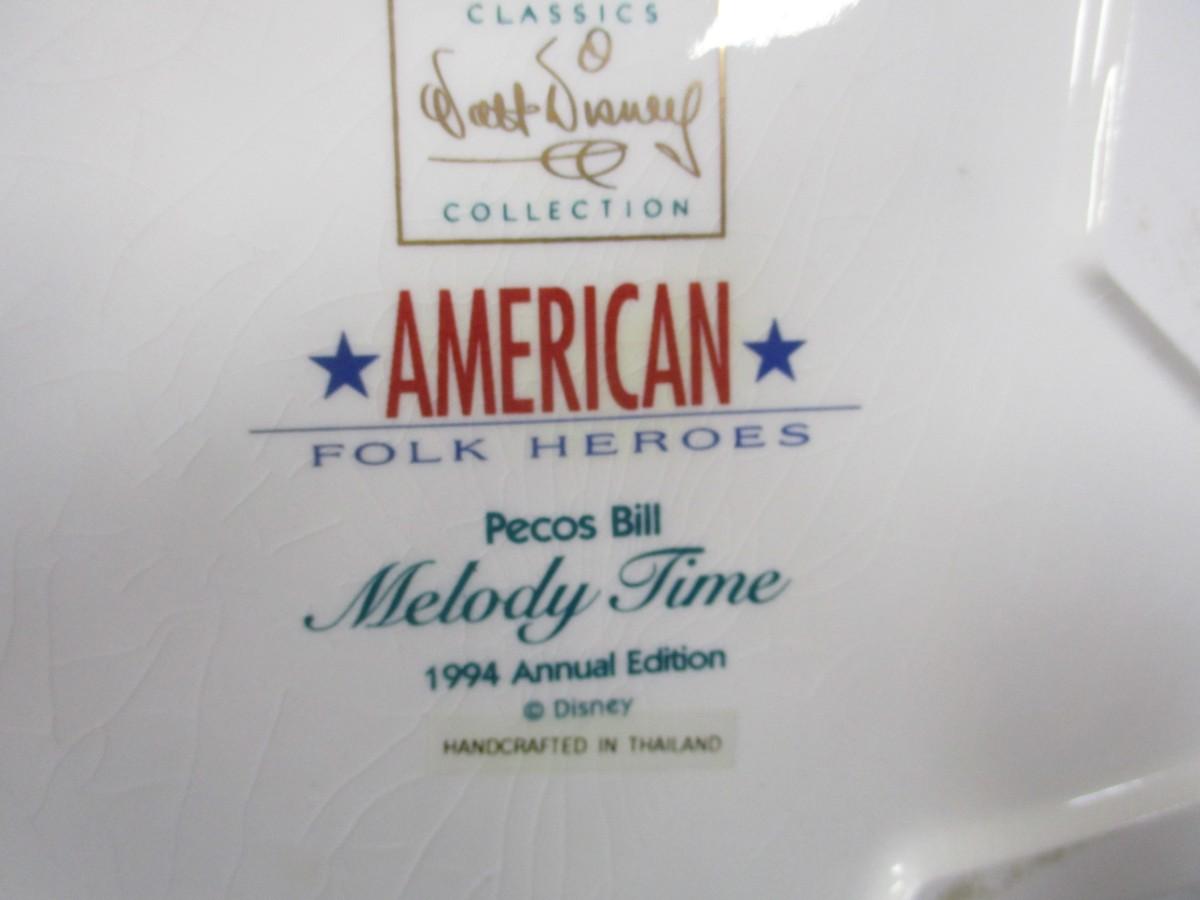 CLASSICS
Walt Disney
COLLECTION
AMERICAN
FOLK HEROES
Pecos Bill
Melody Time
1994 Annual Edition
© Disney
HANDCRAFTED IN THAILAND